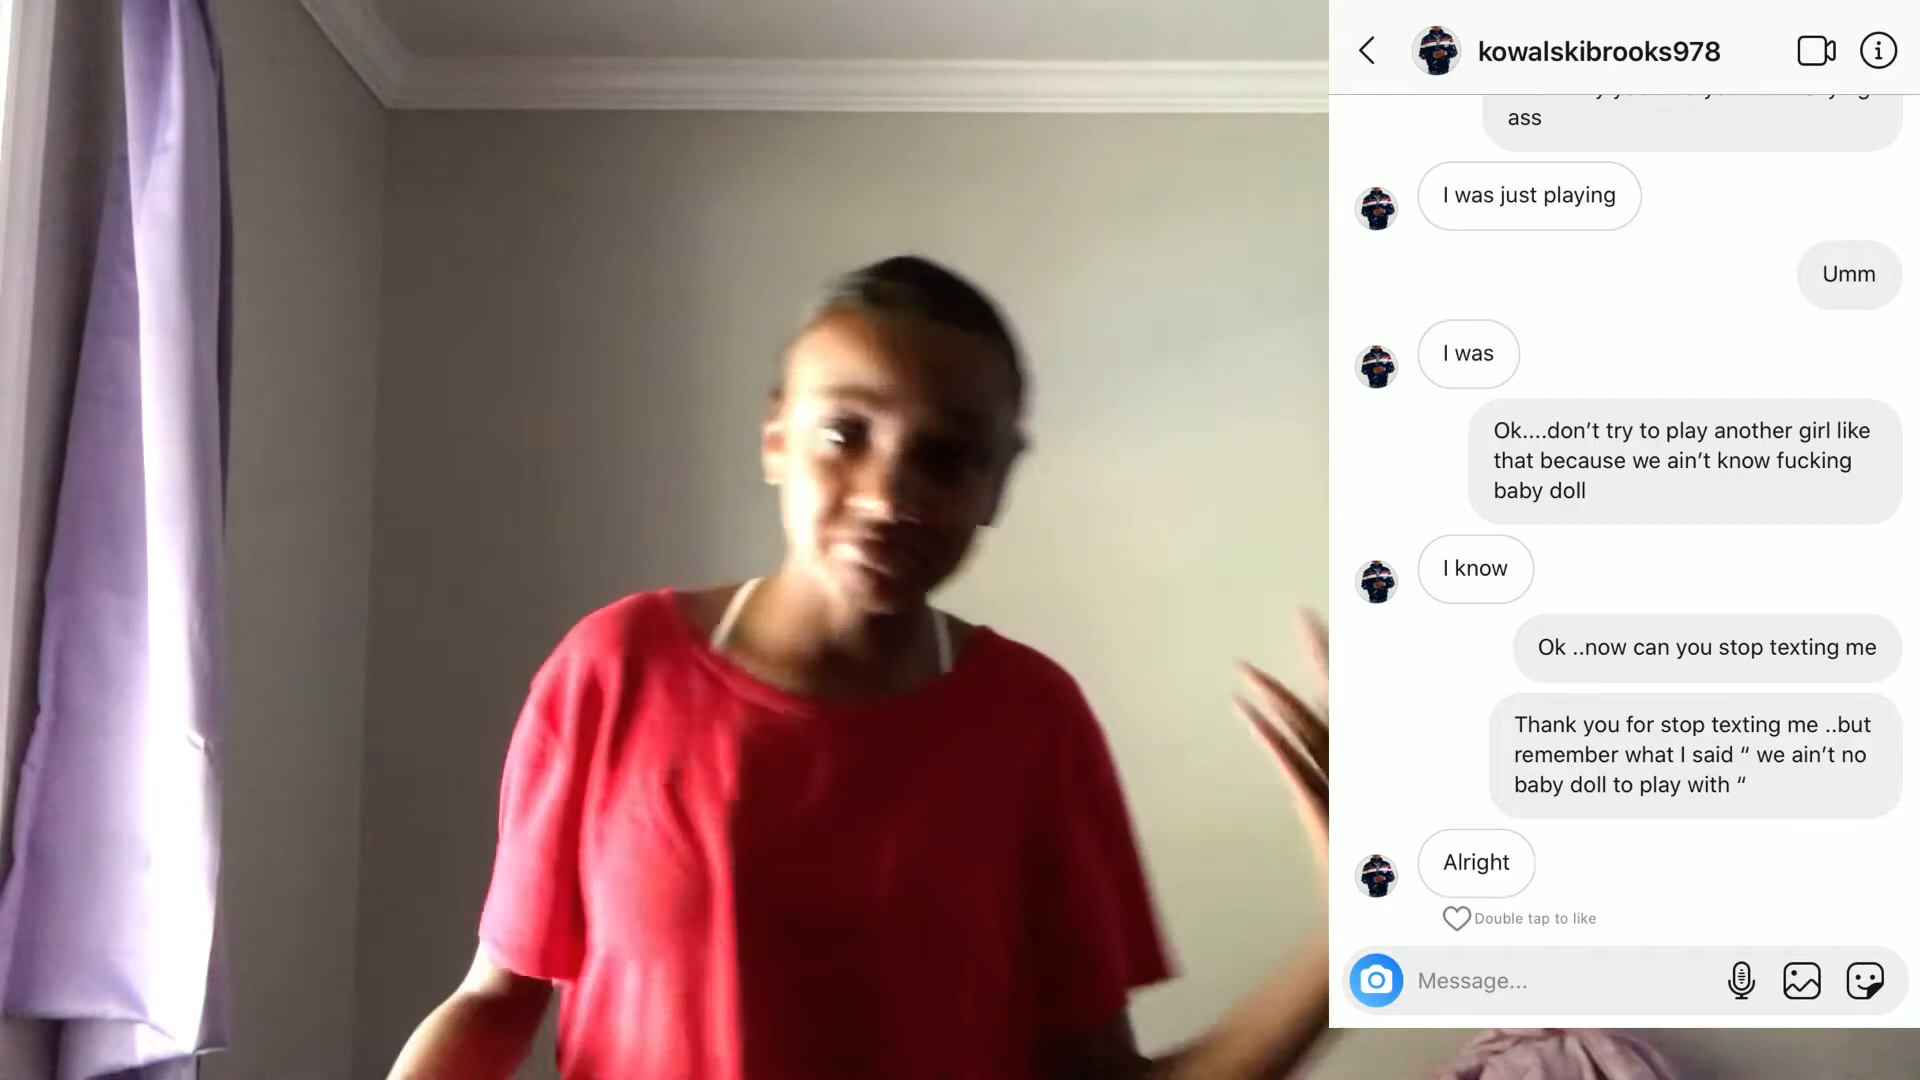 kowalskibrooks978
ass
I was just playing
Umm
I was
Ok....don’t try to play another girl like
that because we ain’t know fucking
baby doll
I know
Ok ..now can you stop texting me
Thank you for stop texting me ..but
remember what I said “ we ain’t no
baby doll to play with “
Alright
Double tap to like
Message...